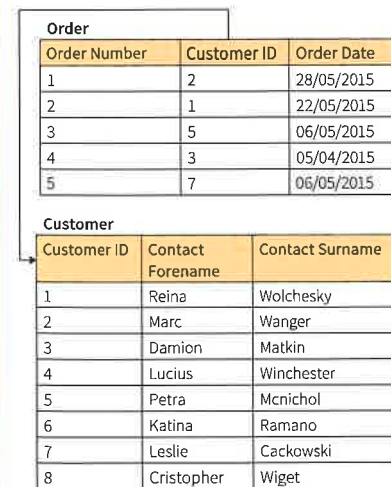 Order
Order Number Customer ID Order Date
1 2 28/05/2015
2 1 22/05/2015
3 5 06/05/2015
4 3 05/04/2015
5 7 06/05/2015
Customer
Customer ID Contact Forename Contact Surname
1 Reina Wolchesky
2 Marc Wanger
3 Damion Matkin
4 Lucius Winchester
5 Petra Mcnichol
6 Katina Ramano
7 Leslie Cackowski
8 Cristopher Wiget